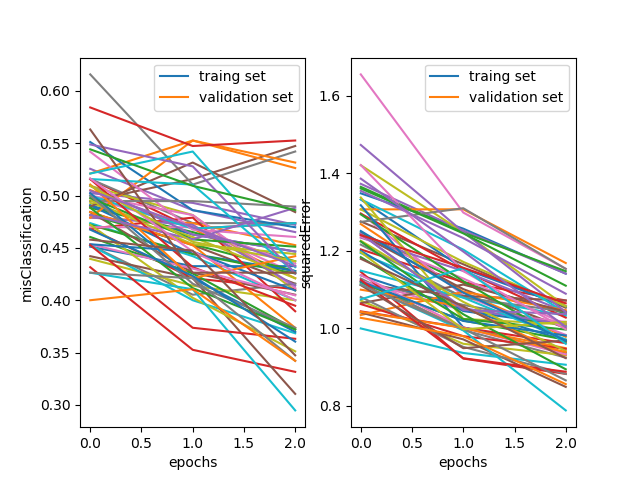 traing set
validation set
0.60
0.55
0.50
0.45
0.40
0.35
0.30
misClassification
0.0
0.5
1.0
1.5
2.0
epochs
traing set
validation set
1.6
1.4
1.2
1.0
0.8
squaredError
0.0
0.5
1.0
1.5
2.0
epochs